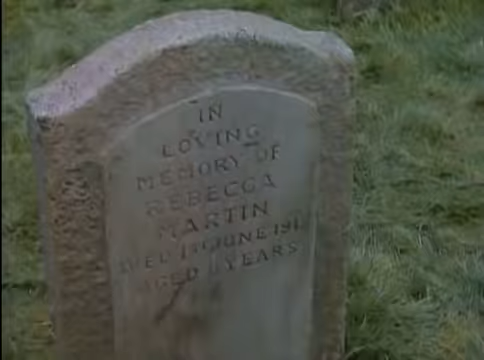 IN
LOVING
MEMORY OF
REBECCA
MARTIN
DIED JUNE
AGED YEARS